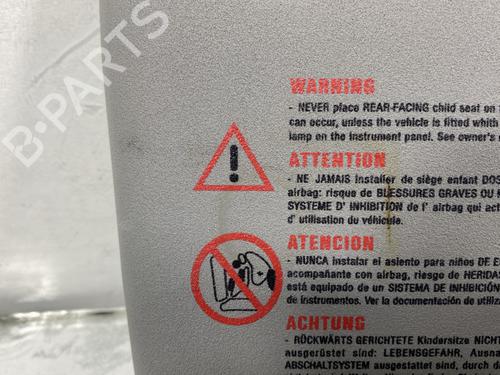 B-PARTS
WARNING
- NEVER place REAR-FACING child seat on
can occur, unless the vehicle is fitted which
lamp on the instrument panel. See owner's
ATTENTION
- NE JAMAIS installer de siège enfant DOS
airbag: risque de BLESSURES GRAVES OU
SYSTEME D' INHIBITION de l' airbag qui
d' utilisation du véhicule.
ATENCION
- NUNCA instalar el asiento para niños DE
acompañante con airbag, riesgo de HERIDAS
está equipado de un SISTEMA DE INHIBICIÓN
de instrumentos. Ver la documentación de
ACHTUNG
- RÜCKWÄRTS GERICHTETE Kindersitze NICHT
ausgerüstet sind: LEBENSGEFAHR,
ABSCHALTSYSTEM ausgestattet sind, durch